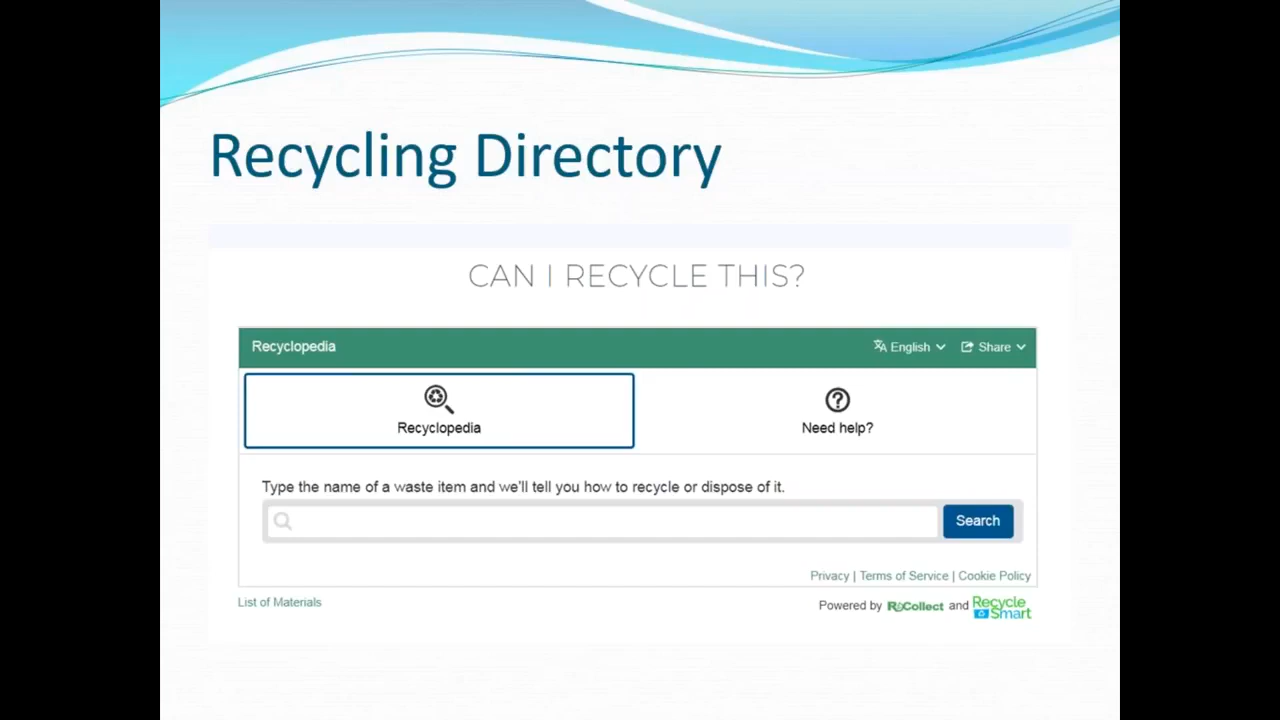 Recycling Directory
CAN I RECYCLE THIS?
Recyclopedia
English
Share
Recyclopedia
Need help?
Type the name of a waste item and we'll tell you how to recycle or dispose of it.
Search
Privacy | Terms of Service | Cookie Policy
List of Materials
Powered by ReCollect and Recycle Smart